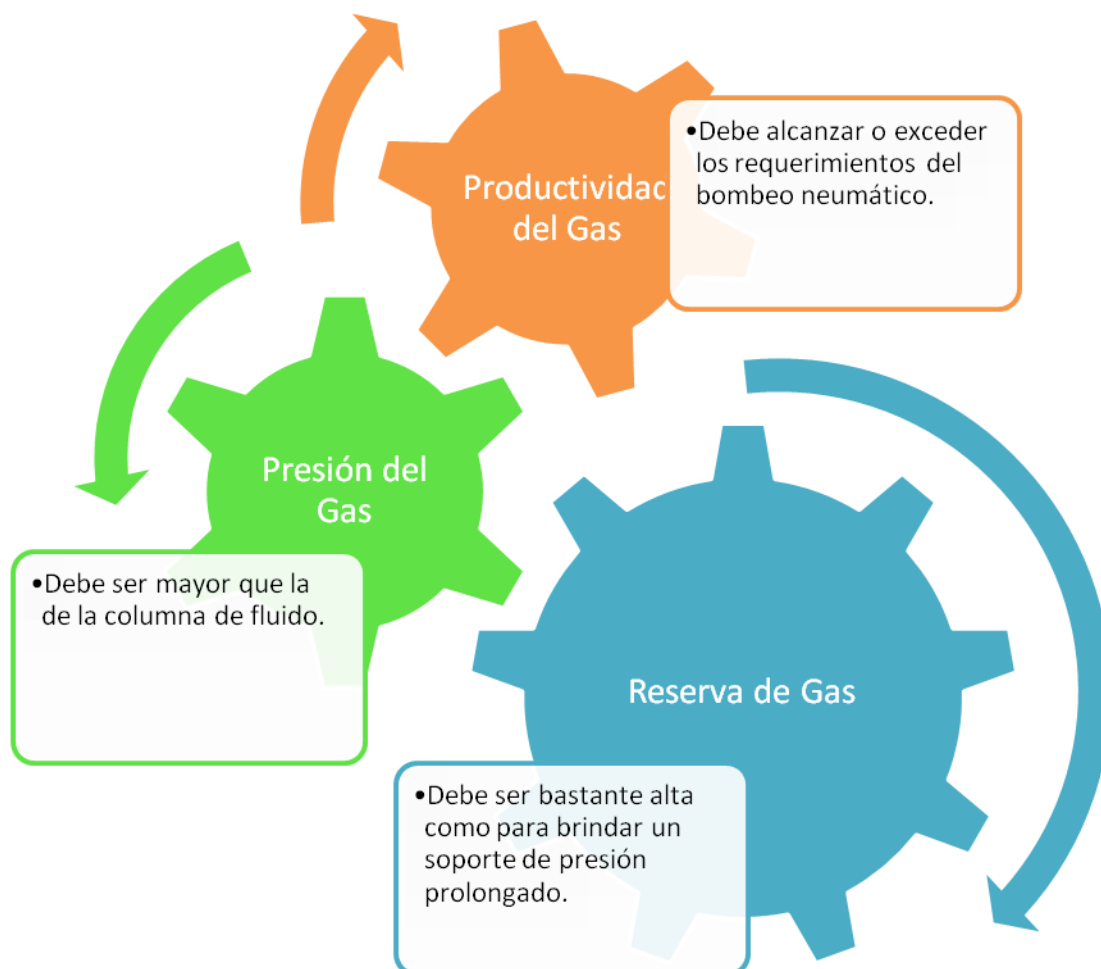 Productividac
del Gas
•Debe alcanzar o exceder
los requerimientos del
bombeo neumático.
Presión del
Gas
•Debe ser mayor que la
de la columna de fluido.
Reserva de Gas
•Debe ser bastante alta
como para brindar un
soporte de presión
prolongado.